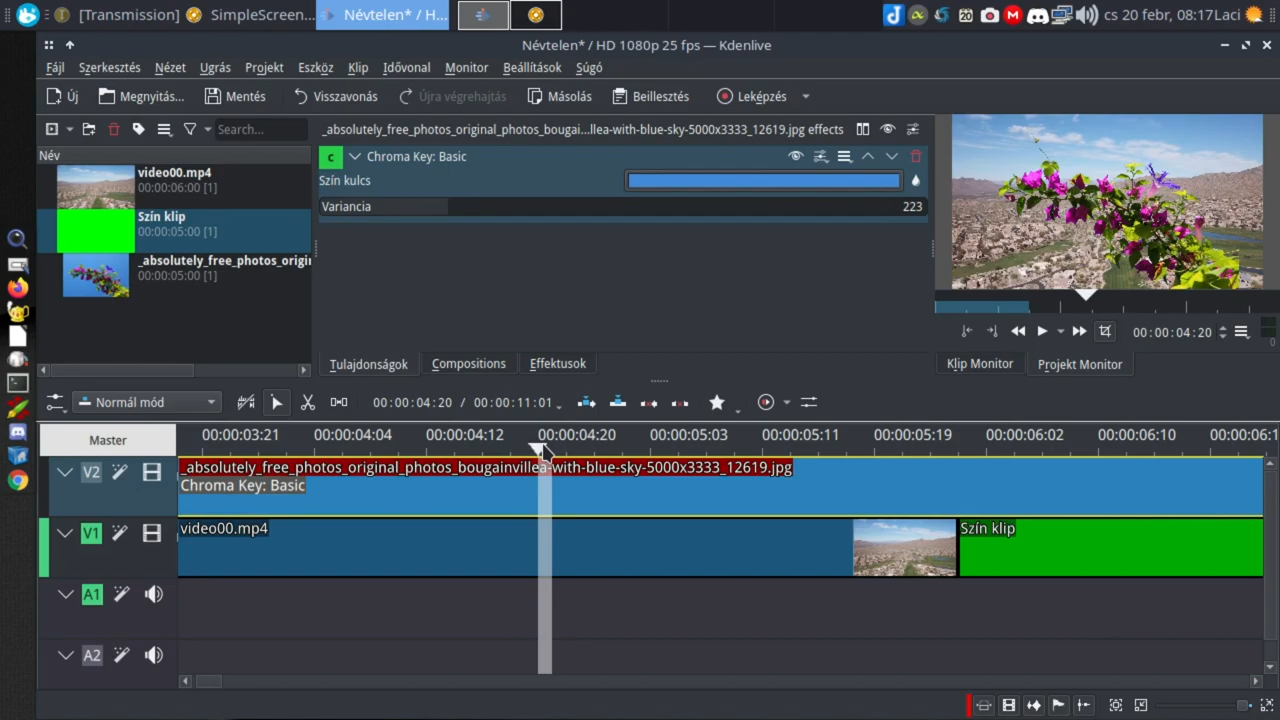 [Transmission] SimpleScreen... Névtelen* / H... 20 cs 20 febr, 08:17 Laci
Névtelen* / HD 1080p 25 fps — Kdenlive
Fájl Szerkesztés Nézet Ugrás Projekt Eszköz Klip Idővonal Monitor Beállítások Súgó
Új Megnyitás... Mentés Visszavonás Újra végrehajtás Másolás Beillesztés Leképzés
Search... _absolutely_free_photos_original_photos_bougai...llea-with-blue-sky-5000x3333_12619.jpg effects
Név
c Chroma Key: Basic
video00.mp4
00:00:06:00 [1]
Szín kulcs
Variancia 223
Szín klip
00:00:05:00 [1]
_absolutely_free_photos_origi
00:00:05:00 [1]
00:00:04:20
0
Tulajdonságok Compositions Effektusok Klip Monitor Projekt Monitor
Normál mód 00:00:04:20 / 00:00:11:01
Master 00:00:03:21 00:00:04:04 00:00:04:12 00:00:04:20 00:00:05:03 00:00:05:11 00:00:05:19 00:00:06:02 00:00:06:10 00:00:06:1
V2 _absolutely_free_photos_original_photos_bougainvillea-with-blue-sky-5000x3333_12619.jpg
Chroma Key: Basic
V1 video00.mp4 Szín klip
A1
A2